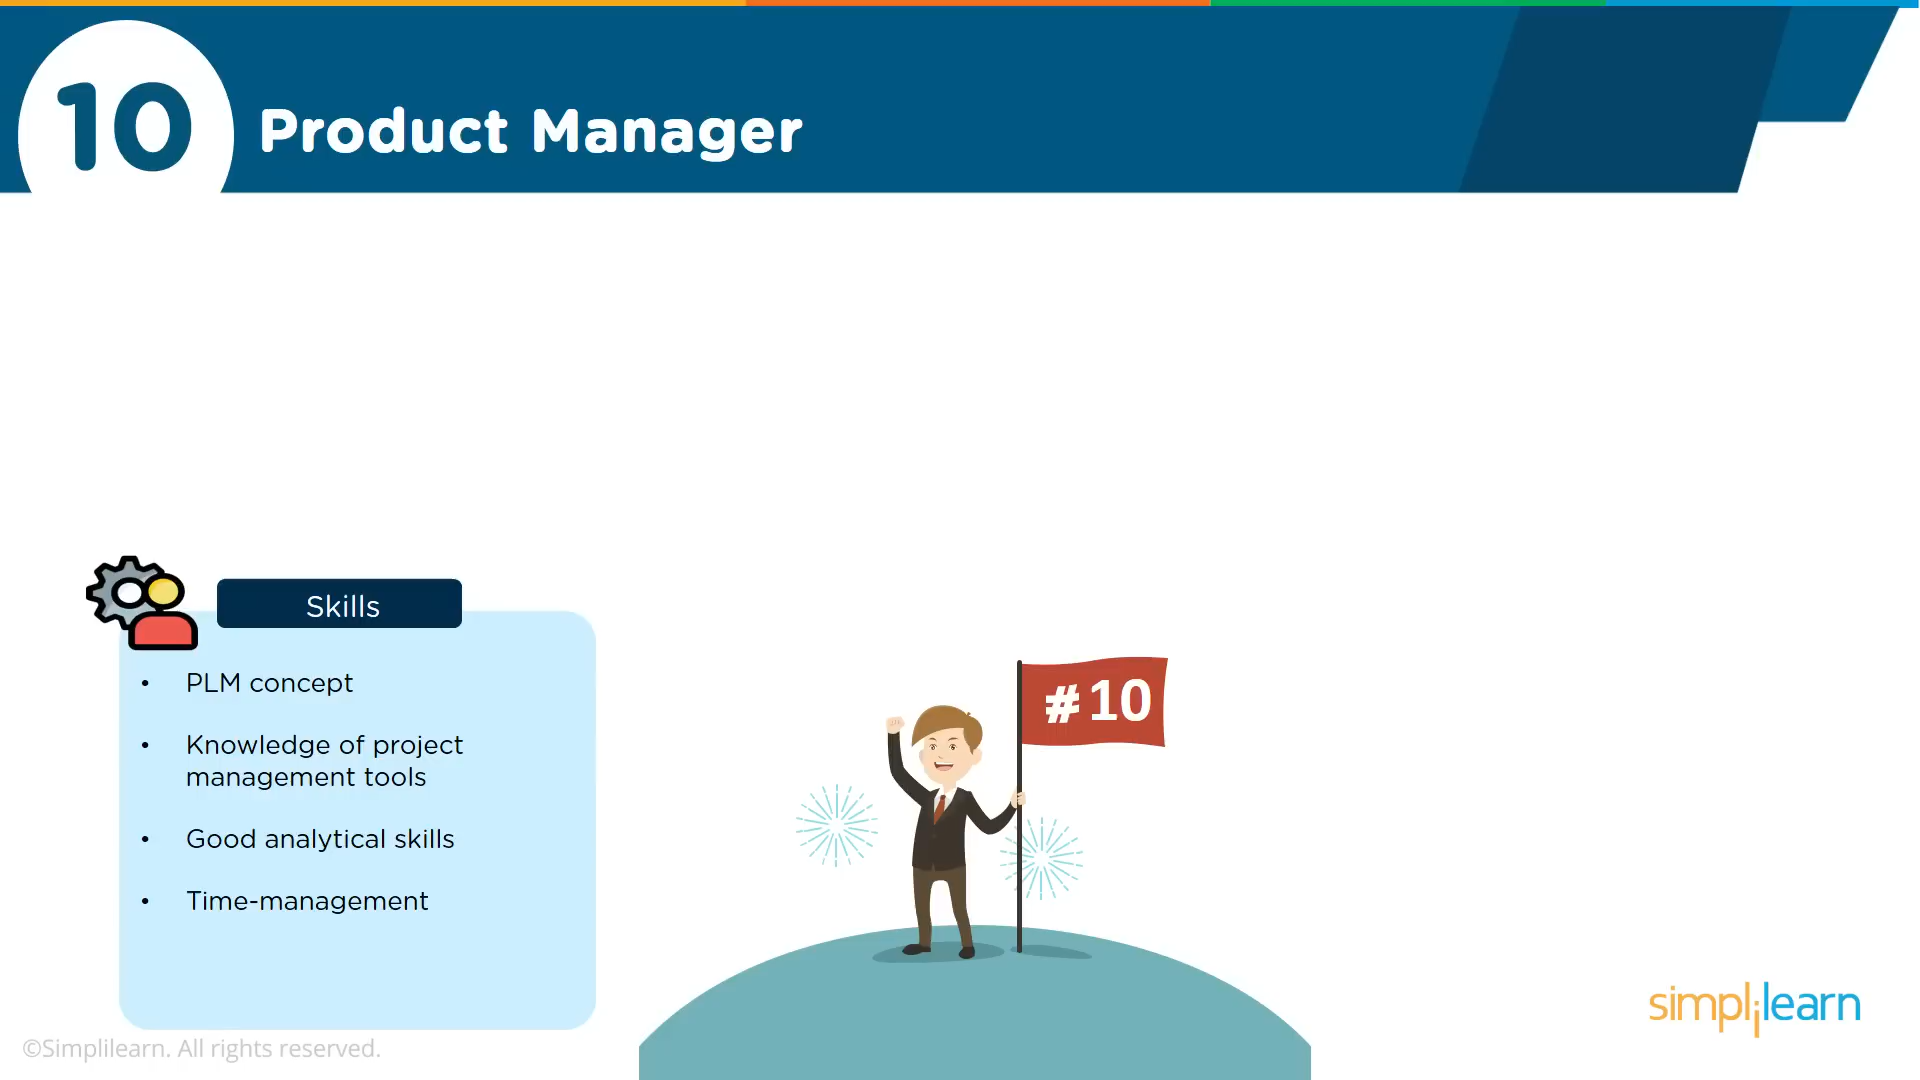 10
Product Manager
Skills
• PLM concept
• Knowledge of project
management tools
• Good analytical skills
• Time-management
#10
simplilearn
©Simplilearn. All rights reserved.